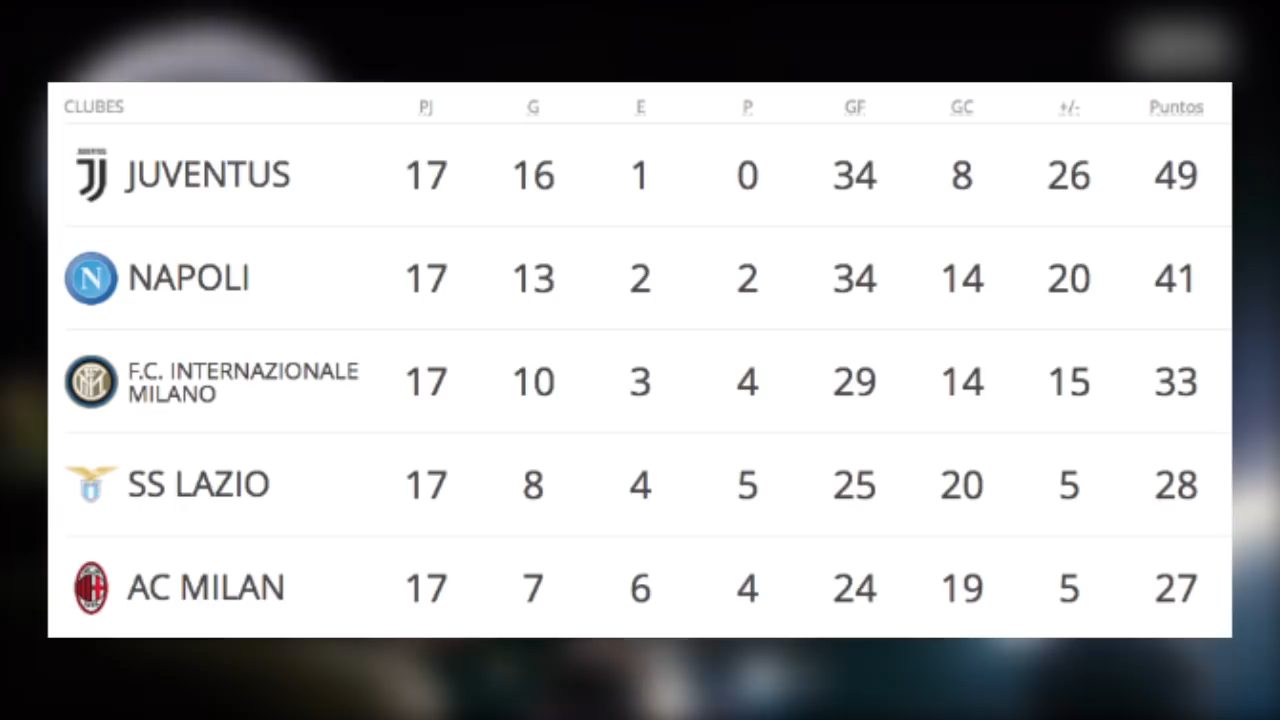 CLUBES PJ G E P GF GC +/- Puntos
JUVENTUS 17 16 1 0 34 8 26 49
N NAPOLI 17 13 2 2 34 14 20 41
F.C. INTERNAZIONALE
MILANO 17 10 3 4 29 14 15 33
SS LAZIO 17 8 4 5 25 20 5 28
AC MILAN 17 7 6 4 24 19 5 27